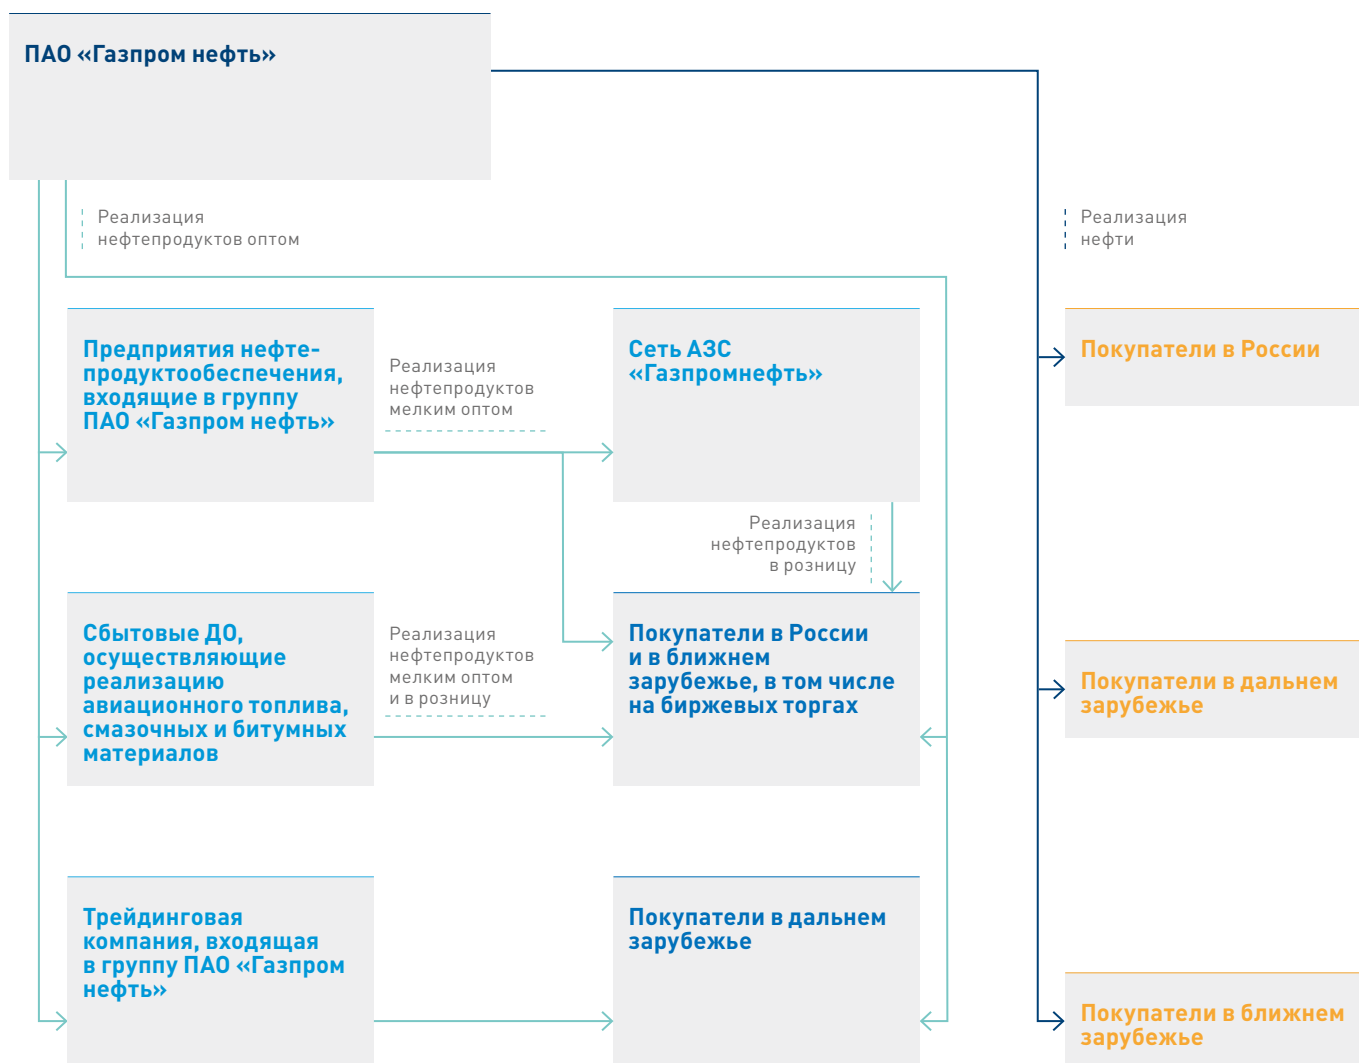 ПАО «Газпром нефть»
Реализация
нефтепродуктов оптом
Реализация
нефти
Предприятия нефте-
продуктообеспечения,
входящие в группу
ПАО «Газпром нефть»
Реализация
нефтепродуктов
мелким оптом
Сеть АЗС
«Газпромнефть»
Покупатели в России
Реализация
нефтепродуктов
в розницу
Сбытовые ДО,
осуществляющие
реализацию
авиационного топлива,
смазочных и битумных
материалов
Реализация
нефтепродуктов
мелким оптом
и в розницу
Покупатели в России
и в ближнем
зарубежье, в том числе
на биржевых торгах
Покупатели в дальнем
зарубежье
Трейдинговая
компания, входящая
в группу ПАО «Газпром
нефть»
Покупатели в дальнем
зарубежье
Покупатели в ближнем
зарубежье